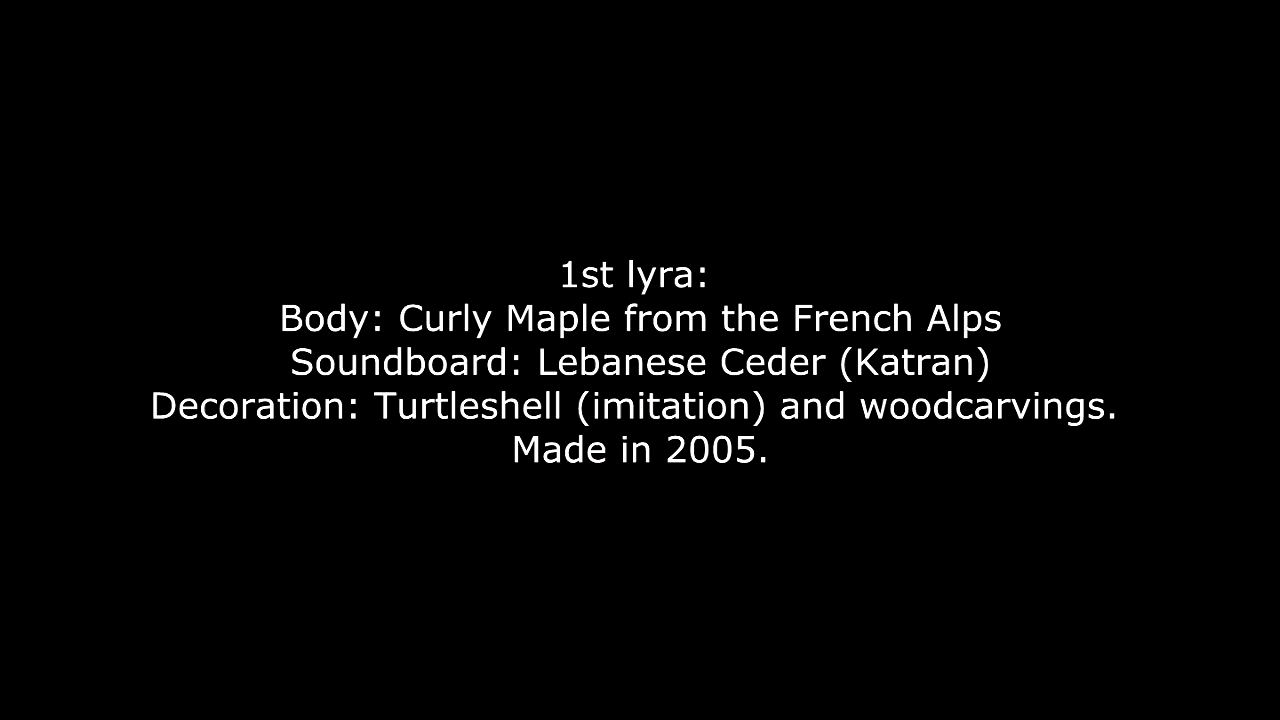 1st lyra:
Body: Curly Maple from the French Alps
Soundboard: Lebanese Ceder (Katran)
Decoration: Turtleshell (imitation) and woodcarvings.
Made in 2005.